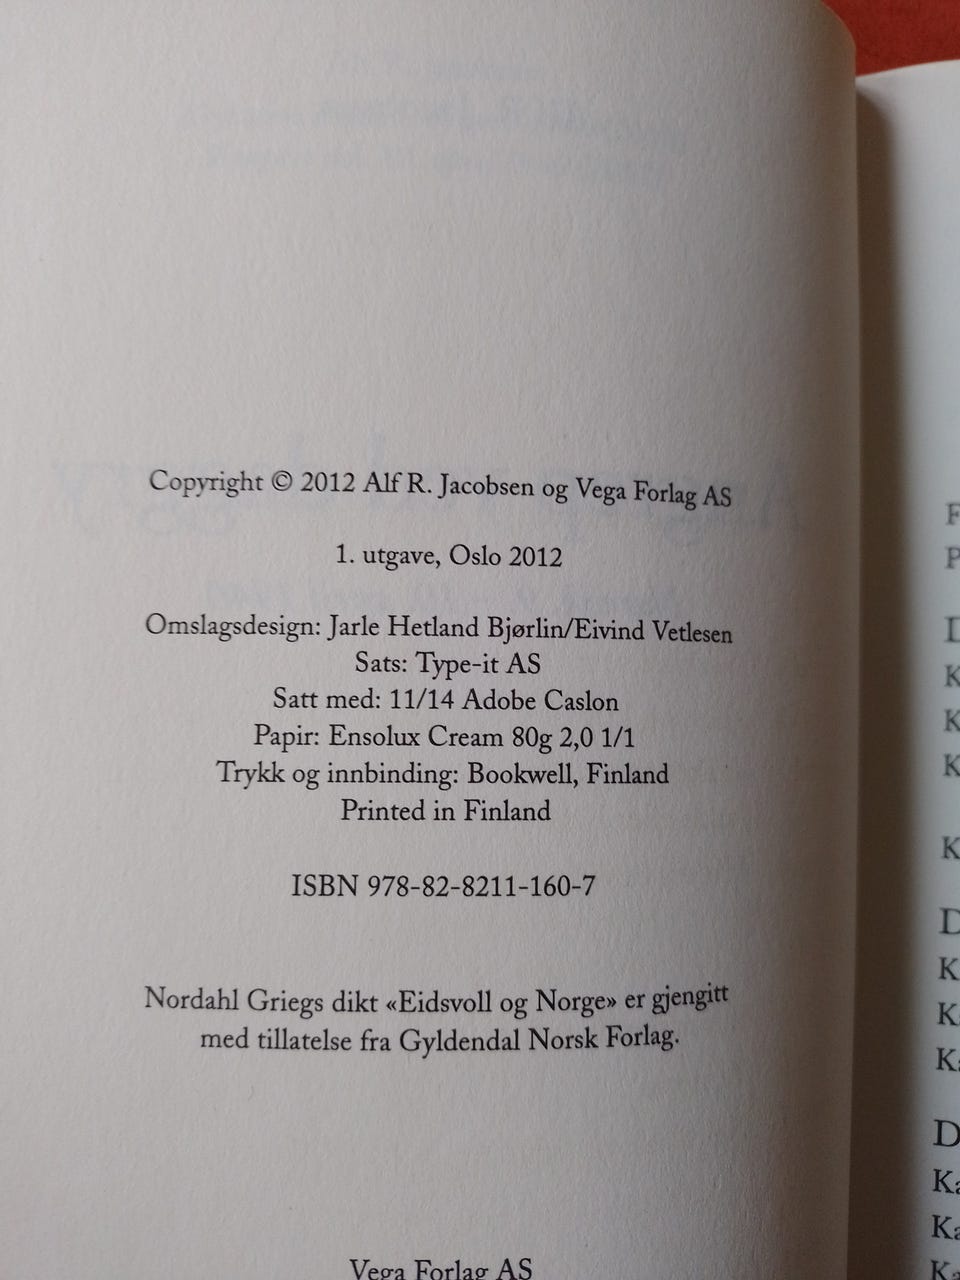 Copyright © 2012 Alf R. Jacobsen og Vega Forlag AS
1. utgave, Oslo 2012
Omslagsdesign: Jarle Hetland Bjørlin/Eivind Vetlesen
Sats: Type-it AS
Satt med: 11/14 Adobe Caslon
Papir: Ensolux Cream 80g 2,0 1/1
Trykk og innbinding: Bookwell, Finland
Printed in Finland
ISBN 978-82-8211-160-7
Nordahl Griegs dikt «Eidsvoll og Norge» er gjengitt
med tillatelse fra Gyldendal Norsk Forlag.
Vega Forlag AS